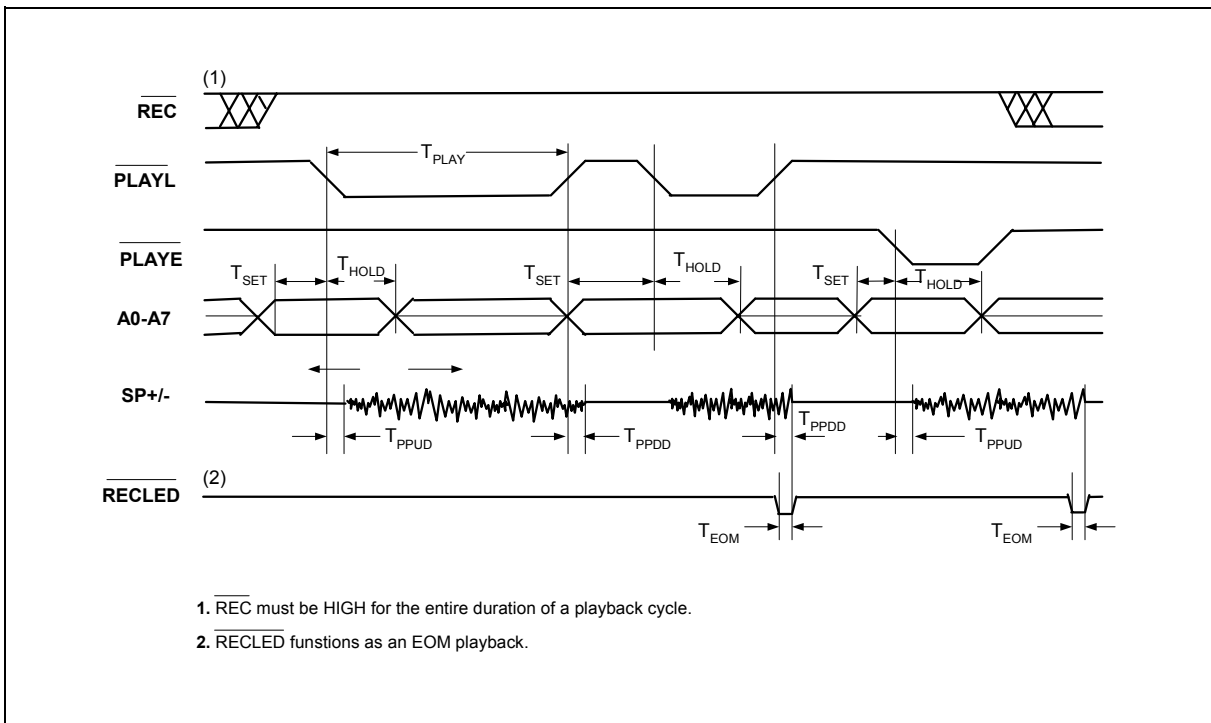 (1)
REC
T_PLAY
PLAYL
PLAYE
T_SET T_HOLD T_SET T_HOLD T_SET T_HOLD
A0-A7
SP+/-
T_PPUD T_PPDD T_PPDD T_PPUD
(2)
RECLED
T_EOM T_EOM
1. REC must be HIGH for the entire duration of a playback cycle.
2. RECLED funstions as an EOM playback.